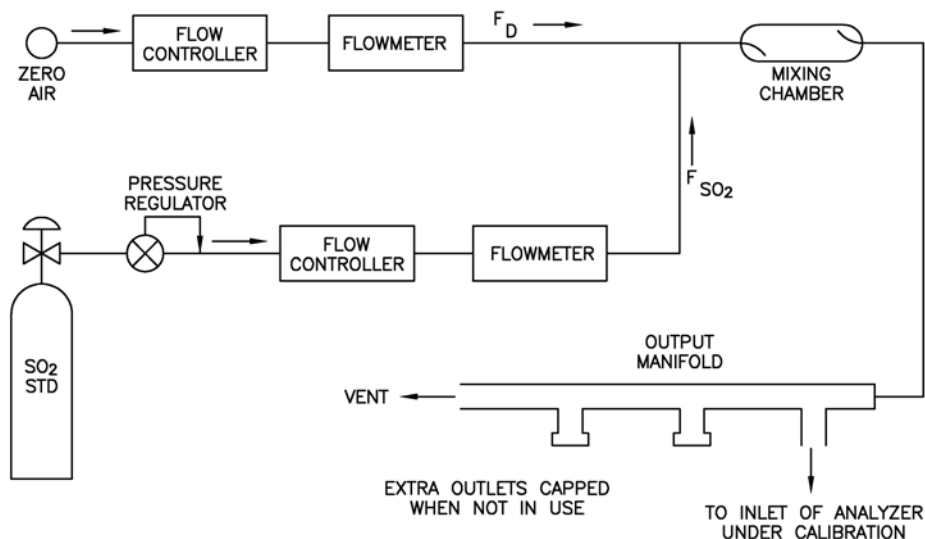 ZERO
AIR
FLOW
CONTROLLER
FLOWMETER
F
D
MIXING
CHAMBER
F
SO2
PRESSURE
REGULATOR
FLOW
CONTROLLER
FLOWMETER
SO2
STD
OUTPUT
MANIFOLD
VENT
EXTRA OUTLETS CAPPED
WHEN NOT IN USE
TO INLET OF ANALYZER
UNDER CALIBRATION